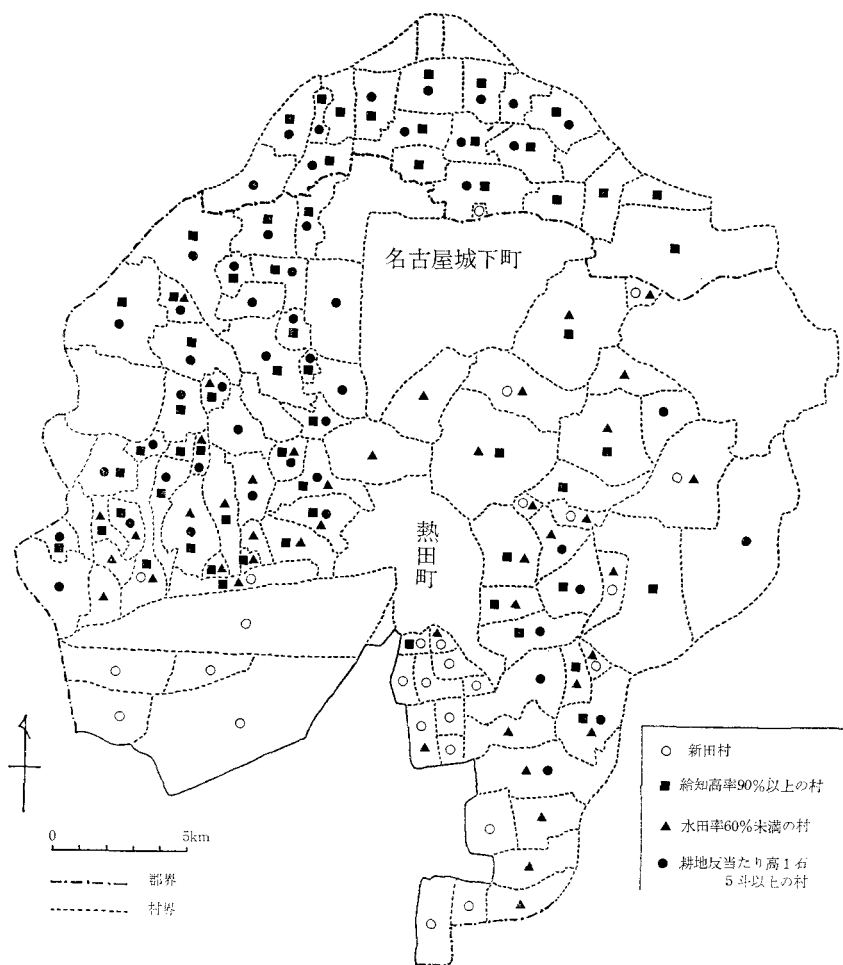 名古屋城下町
熱田町
0 5km
郡界
村界
新田村
給知高率90%以上の村
水田率60%未満の村
耕地反当たり高1石
5斗以上の村